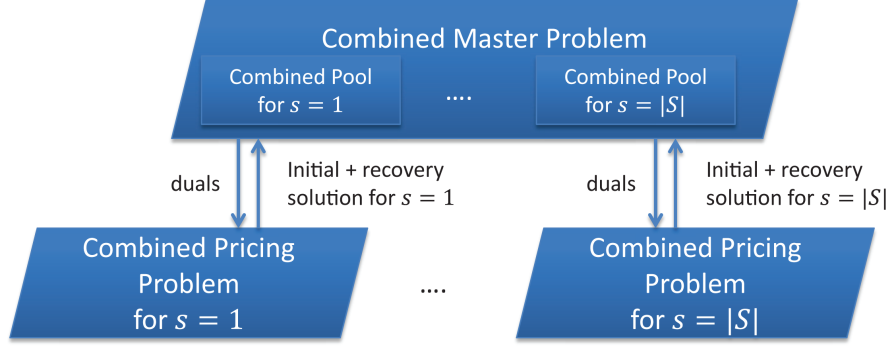 Combined Master Problem
Combined Pool
for s = 1
....
Combined Pool
for s = |S|
duals
Initial + recovery
solution for s = 1
duals
Initial + recovery
solution for s = |S|
Combined Pricing
Problem
for s = 1
....
Combined Pricing
Problem
for s = |S|